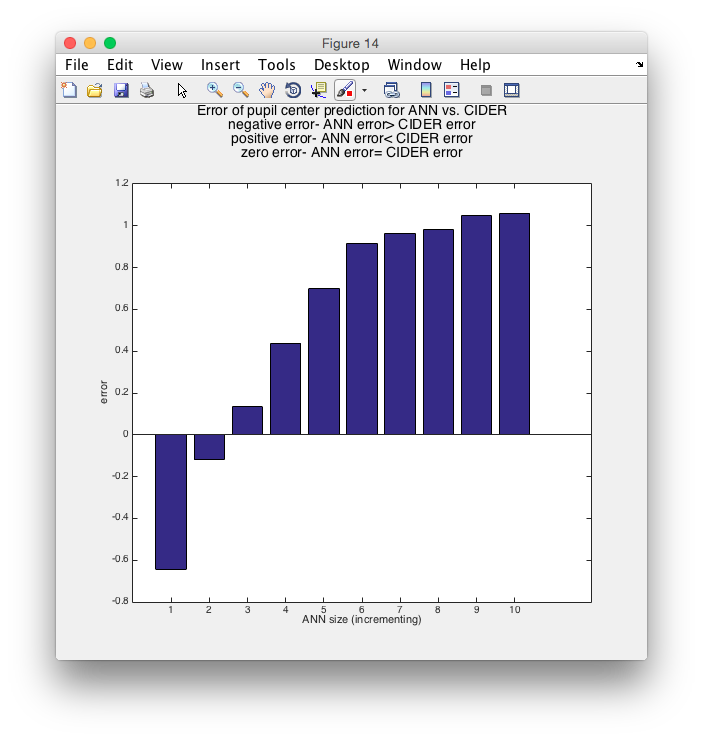 Figure 14
File Edit View Insert Tools Desktop Window Help
Error of pupil center prediction for ANN vs. CIDER
negative error- ANN error> CIDER error
positive error- ANN error< CIDER error
zero error- ANN error= CIDER error
1.2
1
0.8
0.6
0.4
0.2
0
-0.2
-0.4
-0.6
-0.8
error
1 2 3 4 5 6 7 8 9 10
ANN size (incrementing)